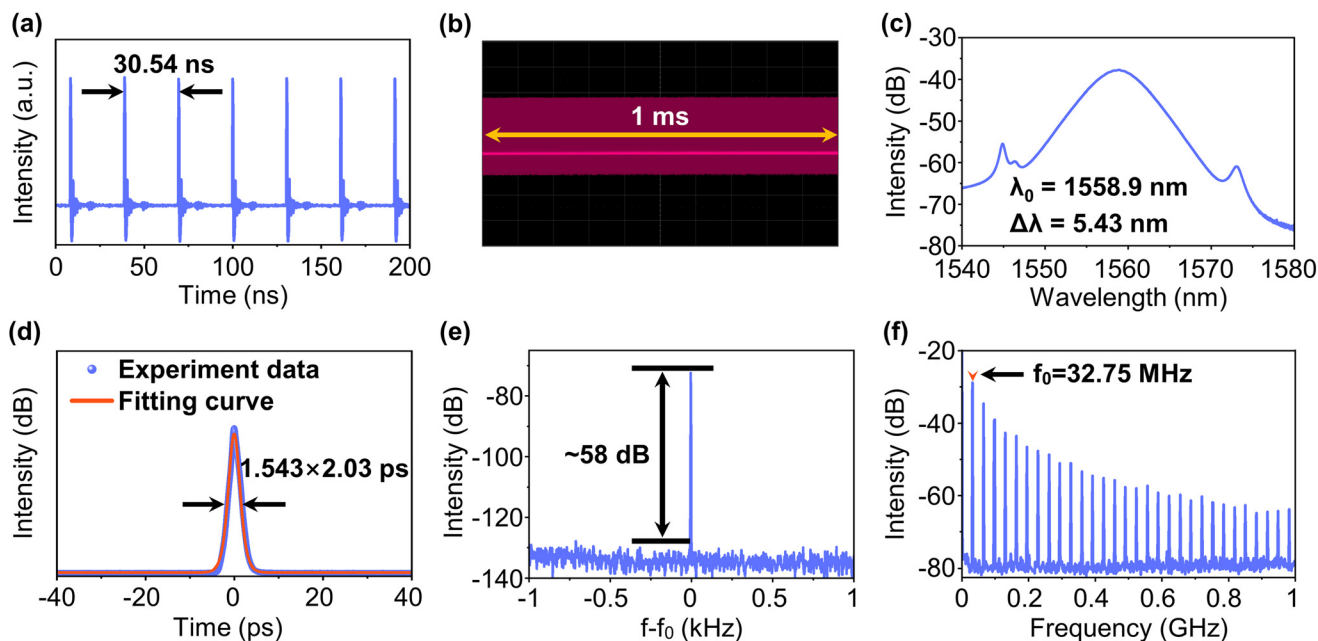 (a)
30.54 ns
Intensity (a.u.)
0 50 100 150 200
Time (ns)
(b)
1 ms
(c)
-30
-40
-50
-60
-70
-80
Intensity (dB)
λ₀ = 1558.9 nm
Δλ = 5.43 nm
1540 1550 1560 1570 1580
Wavelength (nm)
(d)
Experiment data
Fitting curve
1.543×2.03 ps
Intensity (dB)
-40 -20 0 20 40
Time (ps)
(e)
-80
-100
-120
-140
Intensity (dB)
~58 dB
-1 -0.5 0 0.5 1
f-f₀ (kHz)
(f)
-20
-40
-60
-80
Intensity (dB)
f₀=32.75 MHz
0 0.2 0.4 0.6 0.8 1
Frequency (GHz)